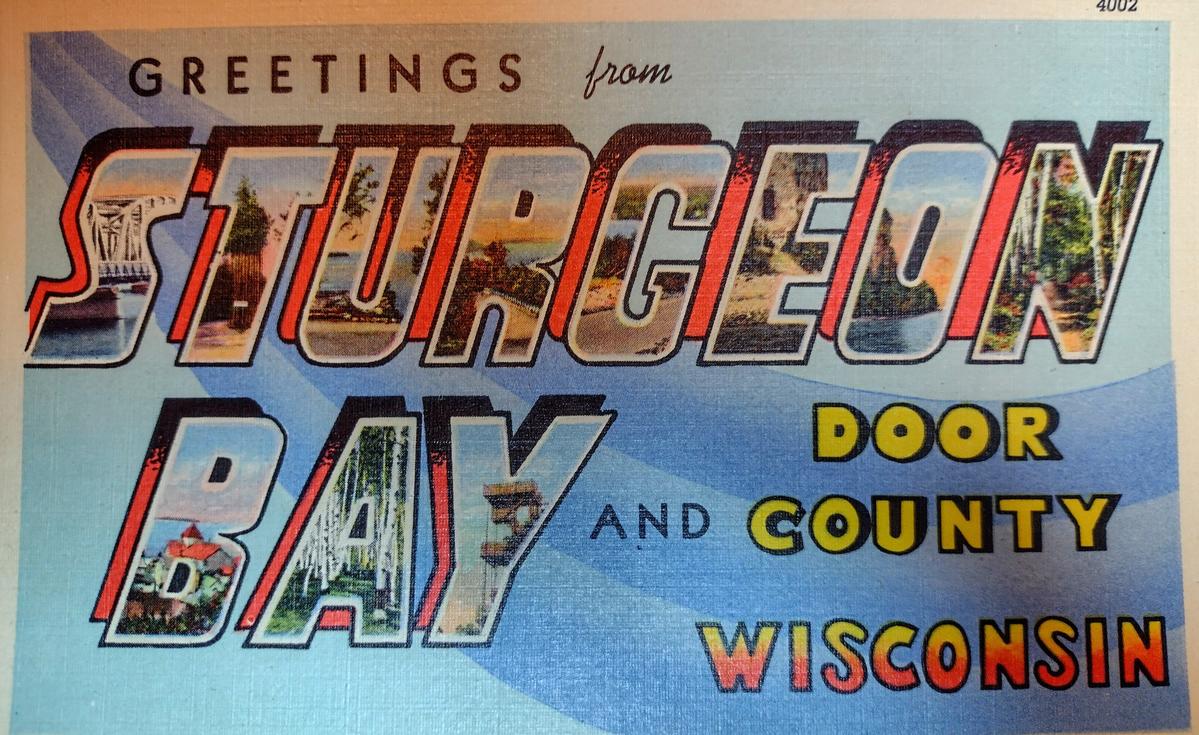 4002
GREETINGS from
STURGEON
BAY AND DOOR
COUNTY
WISCONSIN